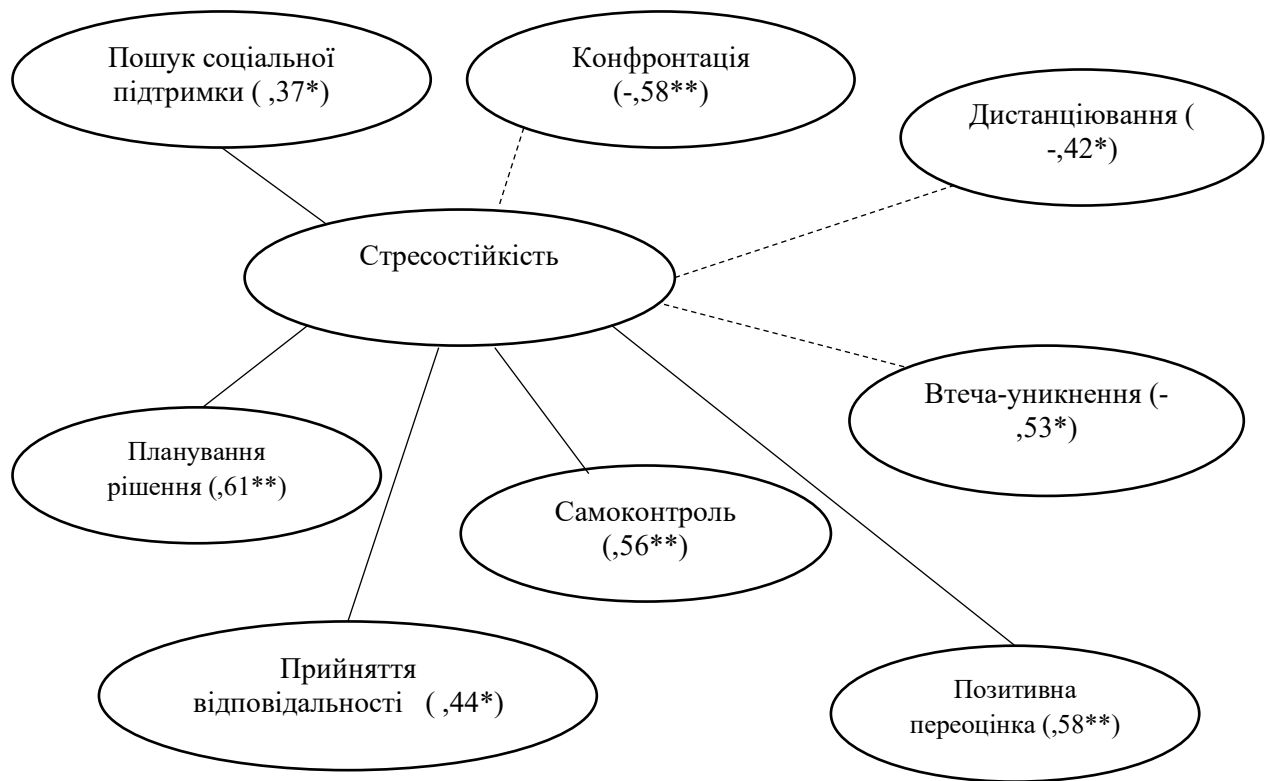 Пошук соціальної
підтримки ( ,37*)
Конфронтація
(-,58**)
Дистанціювання (
-,42*)
Стресостійкість
Втеча-уникнення (-
,53*)
Планування
рішення (,61**)
Самоконтроль
(,56**)
Прийняття
відповідальності ( ,44*)
Позитивна
переоцінка (,58**)